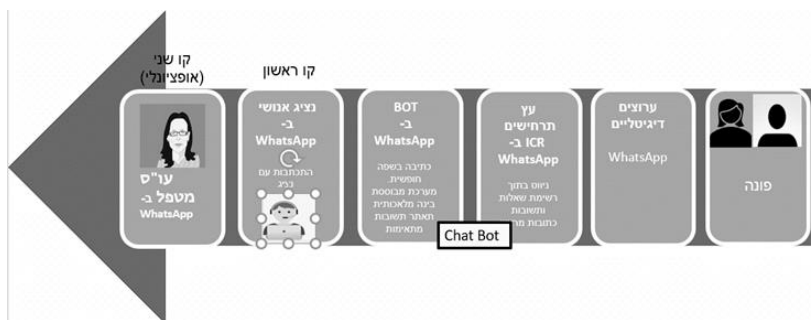 קו שני
(אופציונלי)
קו ראשון
פונה
ערוצים
דיגיטליים
WhatsApp
עץ
תרחישים
ICR ב-
WhatsApp
ניווט בתוך
רשימת שאלות
ותשובות
כתובות
BOT
ב-
WhatsApp
כתיבה בשפה
חופשית.
מערכת מבוססת
בינה מלאכותית
תאתר תשובות
מתאימות
Chat Bot
נציג אנושי
ב-
WhatsApp
התכתבות עם
נציג
עו"ס
מטפל ב-
WhatsApp